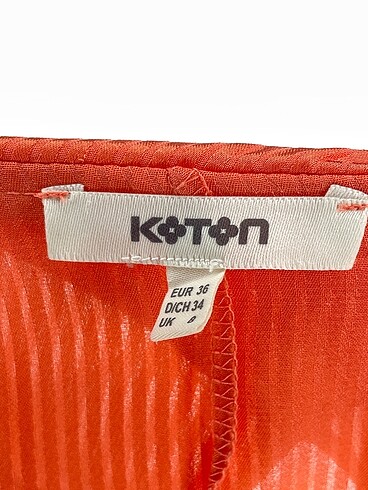 KOTON
EUR 36
D/CH 34
UK 8